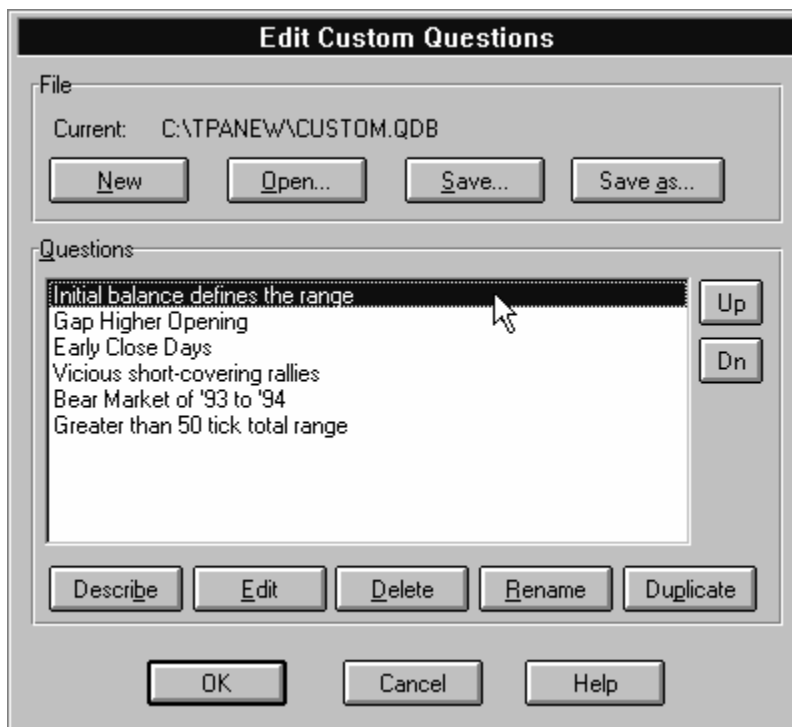 Edit Custom Questions
File
Current: C:\TPANEW\CUSTOM.QDB
New Open... Save... Save as...
Questions
Initial balance defines the range
Gap Higher Opening
Early Close Days
Vicious short-covering rallies
Bear Market of '93 to '94
Greater than 50 tick total range
Up
Dn
Describe Edit Delete Rename Duplicate
OK Cancel Help